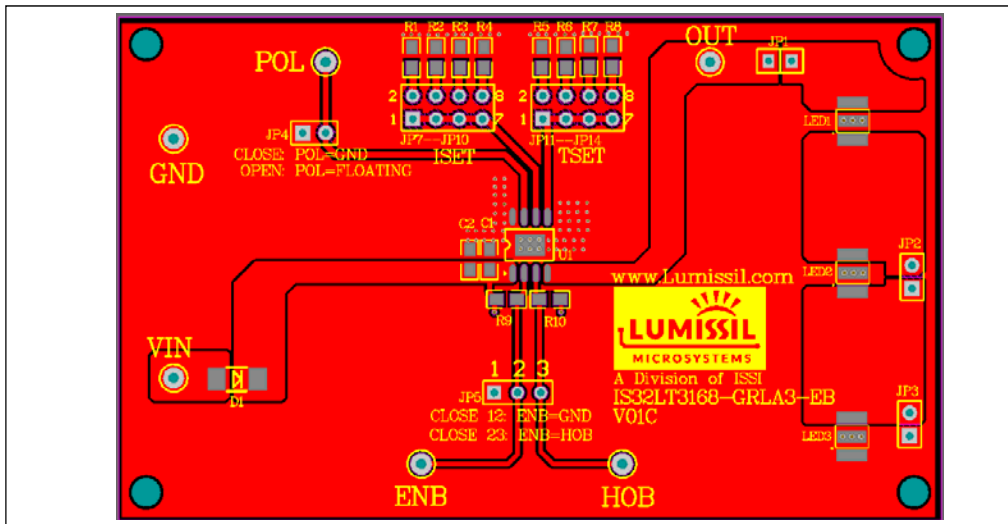 R1 R2 R3 R4 R5 R6 R7 R8
OUT
JP1
POL
2 8 2 8
1 7 1 7
JP4
JP7--JP10
JP11--JP14
ISET
TSET
LED1
GND
CLOSE: POL=GND
OPEN: POL=FLOATING
C2 C1
U1
JP2
LED2
www.Lumissil.com
R9 R10
LUMISSIL
MICROSYSTEMS
VIN
D1
1 2 3
JP5
A Division of ISSI
IS32LT3168-GRLA3-EB
V01C
JP3
CLOSE 12: ENB=GND
CLOSE 23: ENB=HOB
LED3
ENB
HOB